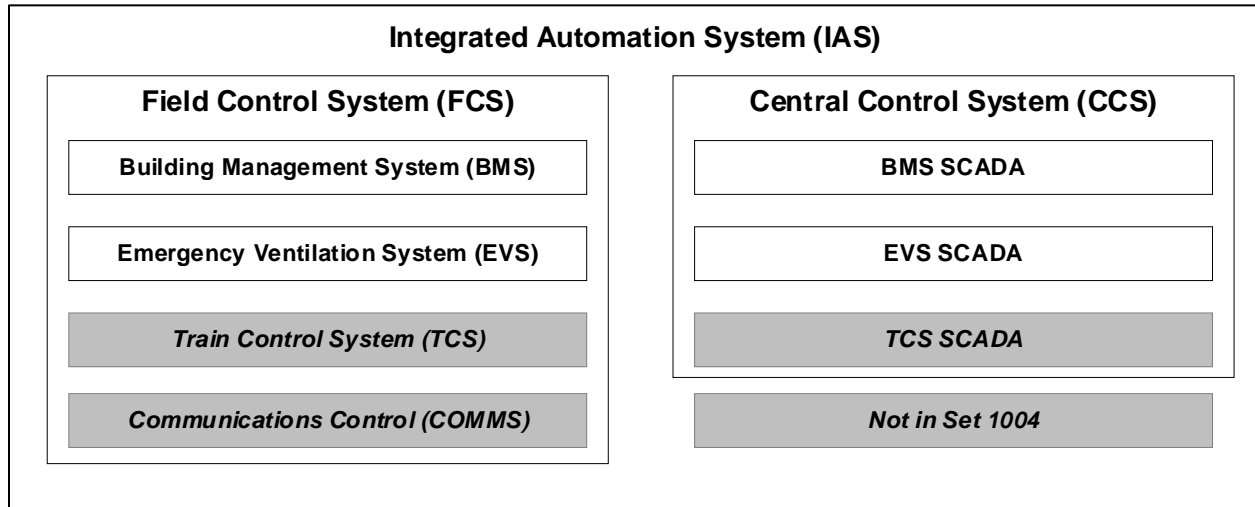 Integrated Automation System (IAS)
Field Control System (FCS)
Building Management System (BMS)
Emergency Ventilation System (EVS)
Train Control System (TCS)
Communications Control (COMMS)
Central Control System (CCS)
BMS SCADA
EVS SCADA
TCS SCADA
Not in Set 1004